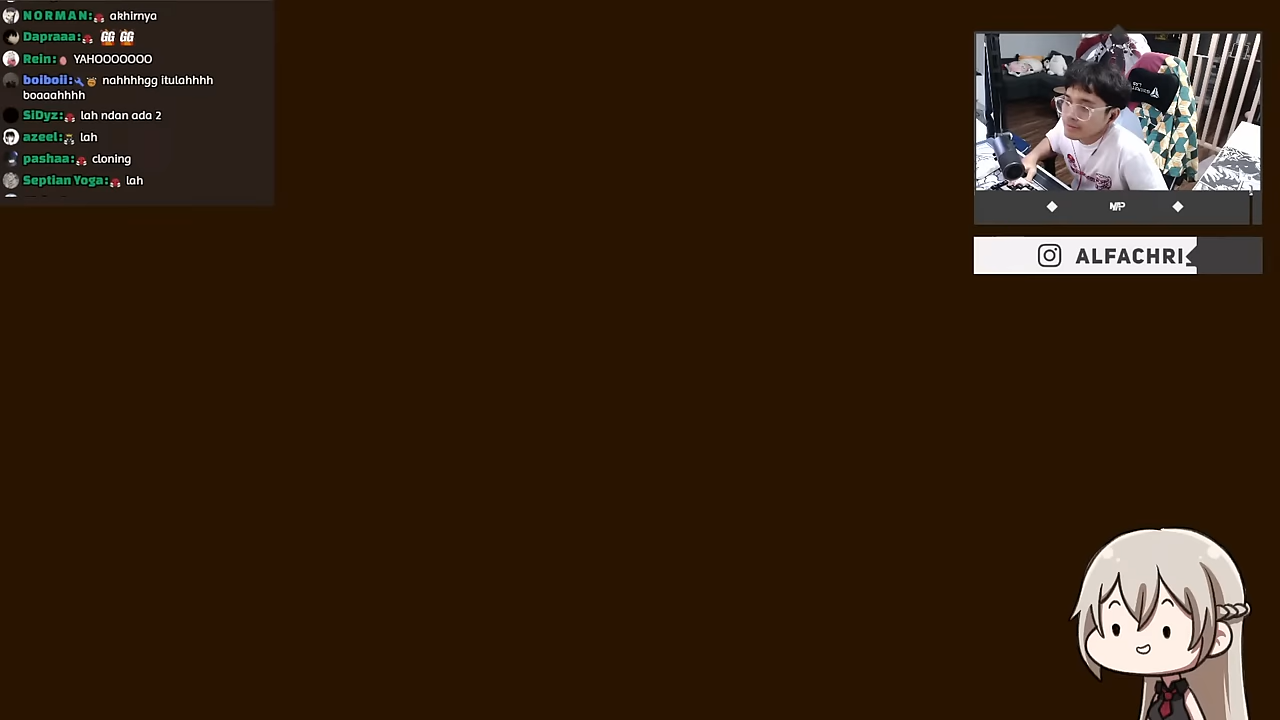 NORMAN: akhirnya
Dapraaa: GG GG
Rein: YAHOOOOOOO
boiboii: nahhhhgg itulahhhh
boaaahhhh
SiDyz: lah ndan ada 2
azeel: lah
pashaa: cloning
Septian Yoga: lah
ALFACHRI_